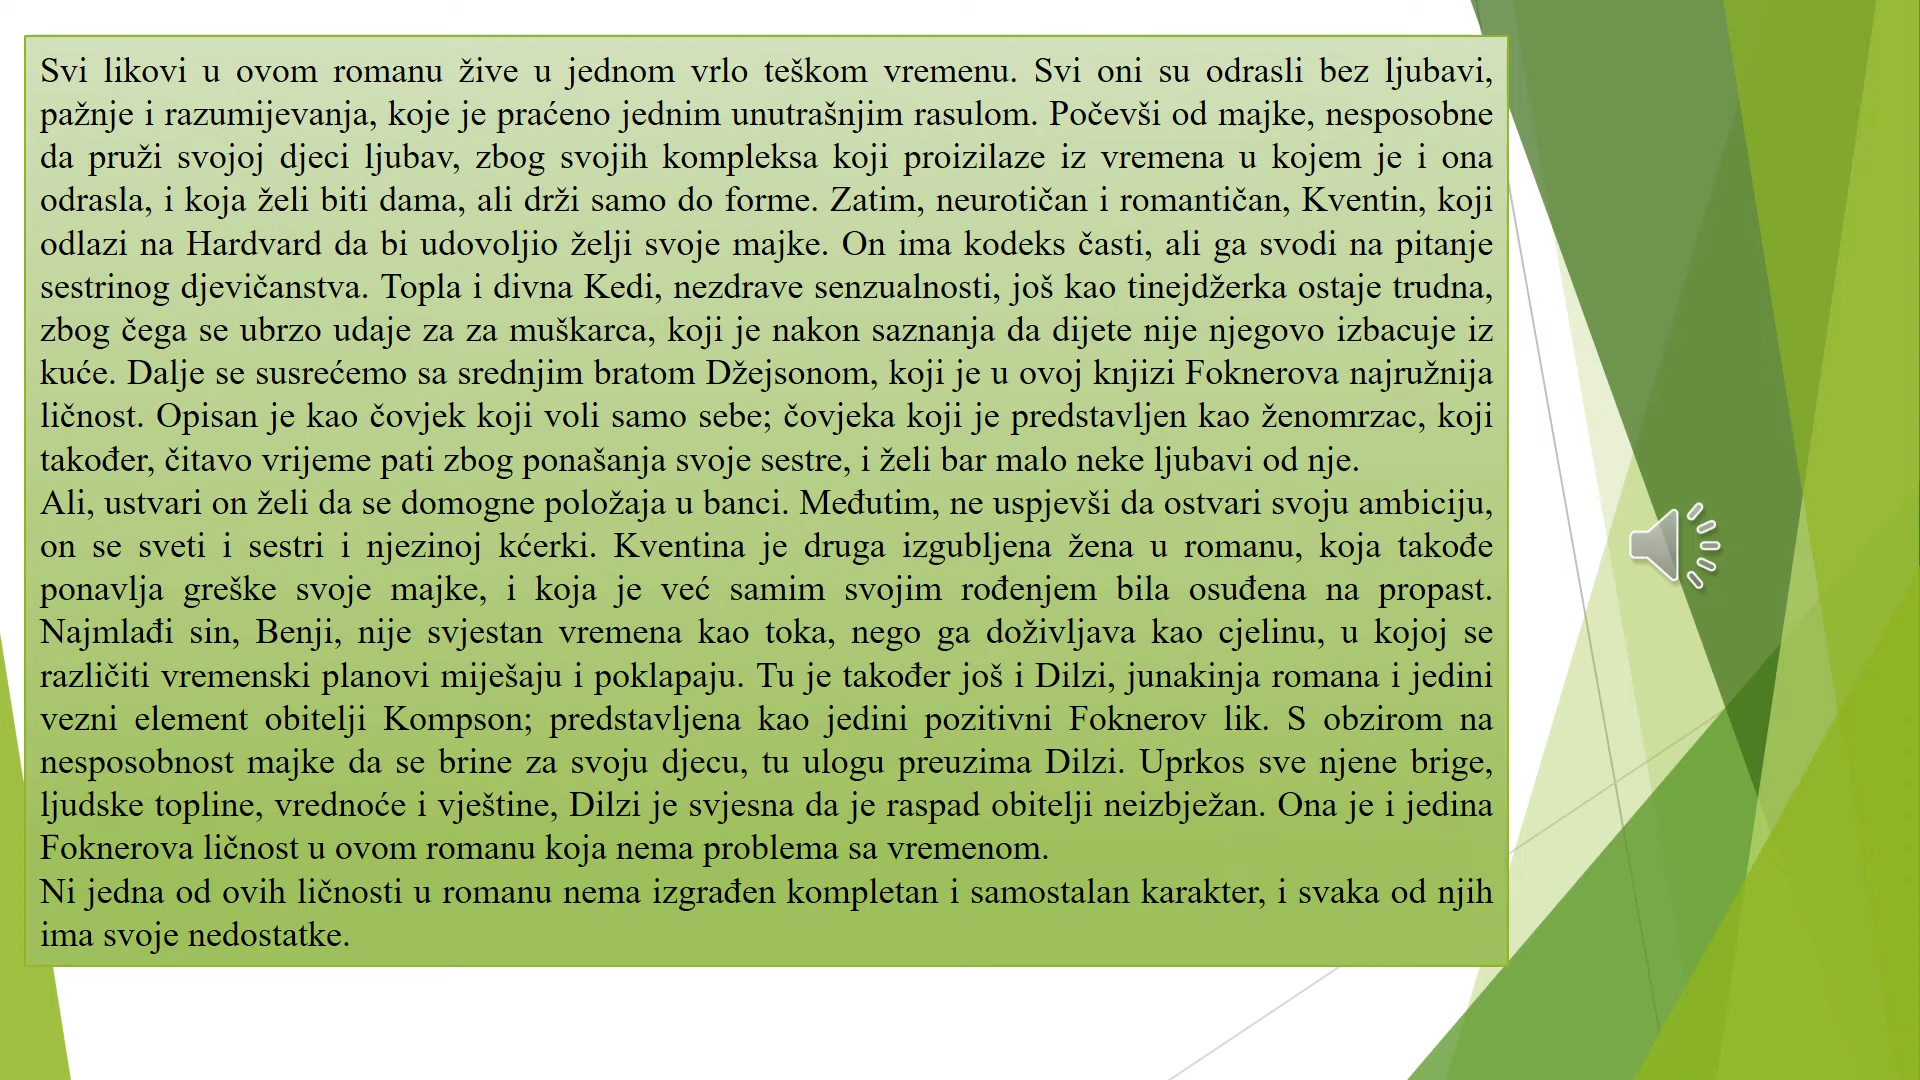 Svi likovi u ovom romanu žive u jednom vrlo teškom vremenu. Svi oni su odrasli bez ljubavi,
pažnje i razumijevanja, koje je praćeno jednim unutrašnjim rasulom. Počevši od majke, nesposobne
da pruži svojoj djeci ljubav, zbog svojih kompleksa koji proizilaze iz vremena u kojem je i ona
odrasla, i koja želi biti dama, ali drži samo do forme. Zatim, neurotičan i romantičan, Kventin, koji
odlazi na Hardvard da bi udovoljio želji svoje majke. On ima kodeks časti, ali ga svodi na pitanje
sestrinog djevičanstva. Topla i divna Kedi, nezdrave senzualnosti, još kao tinejdžerka ostaje trudna,
zbog čega se ubrzo udaje za za muškarca, koji je nakon saznanja da dijete nije njegovo izbacuje iz
kuće. Dalje se susrećemo sa srednjim bratom Džejsonom, koji je u ovoj knjizi Foknerova najružnija
ličnost. Opisan je kao čovjek koji voli samo sebe; čovjeka koji je predstavljen kao ženomrzac, koji
također, čitavo vrijeme pati zbog ponašanja svoje sestre, i želi bar malo neke ljubavi od nje.
Ali, ustvari on želi da se domogne položaja u banci. Međutim, ne uspjevši da ostvari svoju ambiciju,
on se sveti i sestri i njezinoj kćerki. Kventina je druga izgubljena žena u romanu, koja takođe
ponavlja greške svoje majke, i koja je već samim svojim rođenjem bila osuđena na propast.
Najmlađi sin, Benji, nije svjestan vremena kao toka, nego ga doživljava kao cjelinu, u kojoj se
različiti vremenski planovi miješaju i poklapaju. Tu je također još i Dilzi, junakinja romana i jedini
vezni element obitelji Kompson; predstavljena kao jedini pozitivni Foknerov lik. S obzirom na
nesposobnost majke da se brine za svoju djecu, tu ulogu preuzima Dilzi. Uprkos sve njene brige,
ljudske topline, vrednoće i vještine, Dilzi je svjesna da je raspad obitelji neizbježan. Ona je i jedina
Foknerova ličnost u ovom romanu koja nema problema sa vremenom.
Ni jedna od ovih ličnosti u romanu nema izgrađen kompletan i samostalan karakter, i svaka od njih
ima svoje nedostatke.